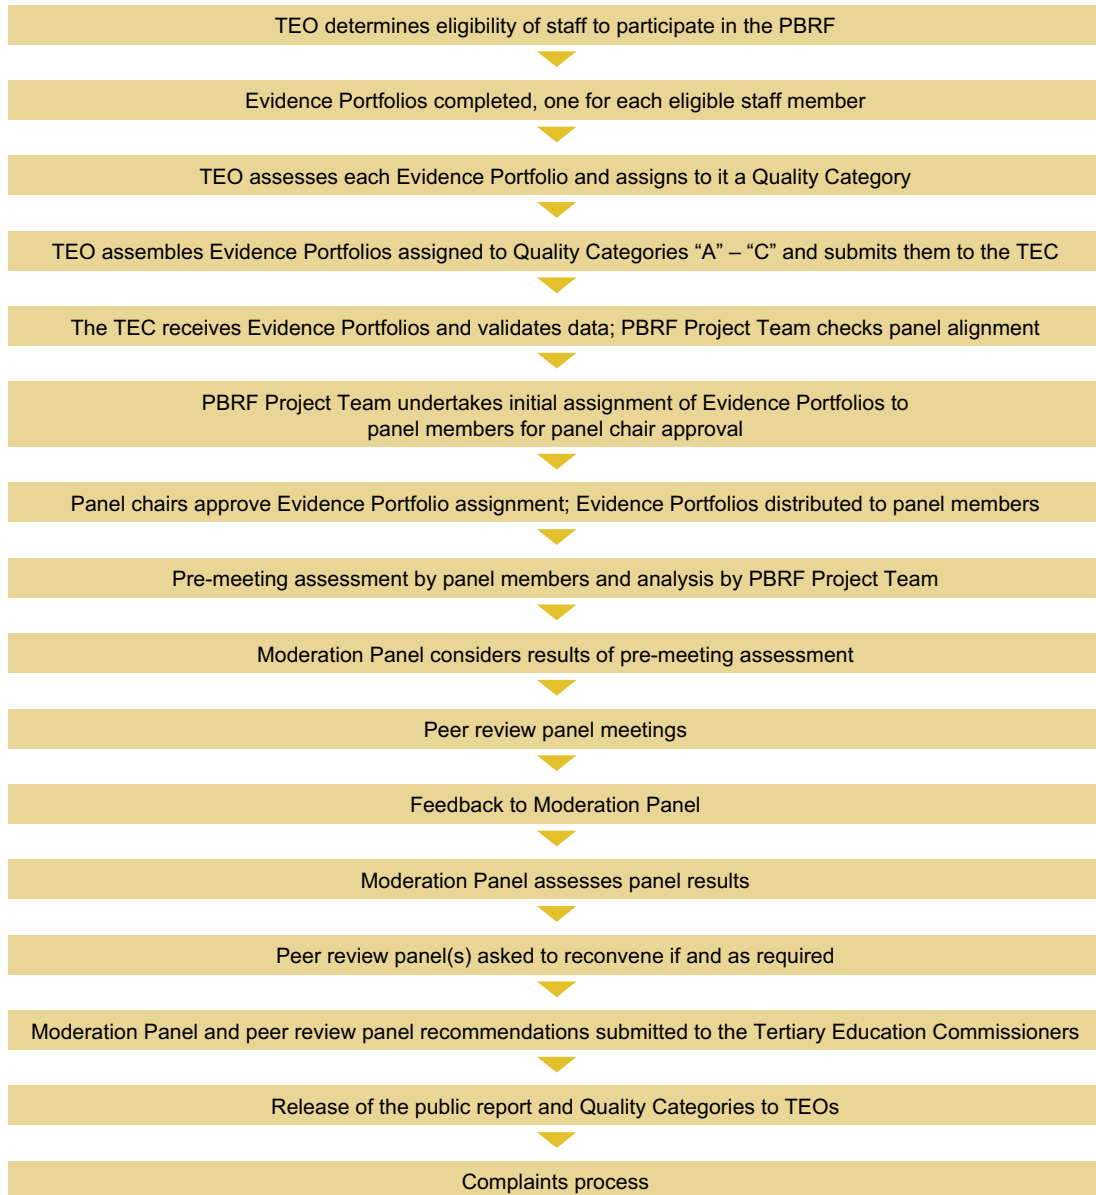 TEO determines eligibility of staff to participate in the PBRF
Evidence Portfolios completed, one for each eligible staff member
TEO assesses each Evidence Portfolio and assigns to it a Quality Category
TEO assembles Evidence Portfolios assigned to Quality Categories “A” – “C” and submits them to the TEC
The TEC receives Evidence Portfolios and validates data; PBRF Project Team checks panel alignment
PBRF Project Team undertakes initial assignment of Evidence Portfolios to
panel members for panel chair approval
Panel chairs approve Evidence Portfolio assignment; Evidence Portfolios distributed to panel members
Pre-meeting assessment by panel members and analysis by PBRF Project Team
Moderation Panel considers results of pre-meeting assessment
Peer review panel meetings
Feedback to Moderation Panel
Moderation Panel assesses panel results
Peer review panel(s) asked to reconvene if and as required
Moderation Panel and peer review panel recommendations submitted to the Tertiary Education Commissioners
Release of the public report and Quality Categories to TEOs
Complaints process